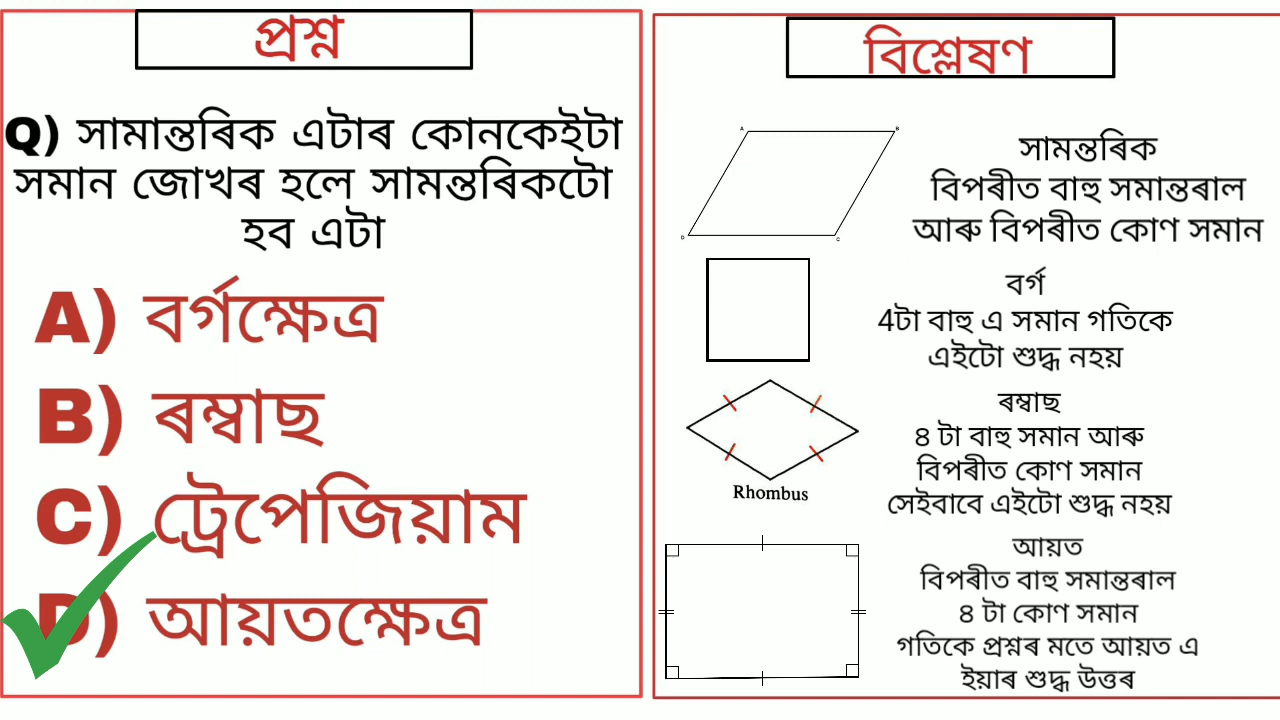 প্ৰশ্ন
Q) সামান্তৰিক এটাৰ কোনকেইটা
সমান জোখৰ হলে সামন্তৰিকটো
হব এটা
A) বৰ্গক্ষেত্ৰ
B) ৰম্বাছ
C) ট্ৰেপেজিয়াম
D) আয়তক্ষেত্ৰ
বিশ্লেষণ
A B
D C
সামন্তৰিক
বিপৰীত বাহু সমান্তৰাল
আৰু বিপৰীত কোণ সমান
বৰ্গ
4টা বাহু এ সমান গতিকে
এইটো শুদ্ধ নহয়
ৰম্বাছ
৪ টা বাহু সমান আৰু
বিপৰীত কোণ সমান
সেইবাবে এইটো শুদ্ধ নহয়
Rhombus
আয়ত
বিপৰীত বাহু সমান্তৰাল
৪ টা কোণ সমান
গতিকে প্ৰশ্নৰ মতে আয়ত এ
ইয়াৰ শুদ্ধ উত্তৰ